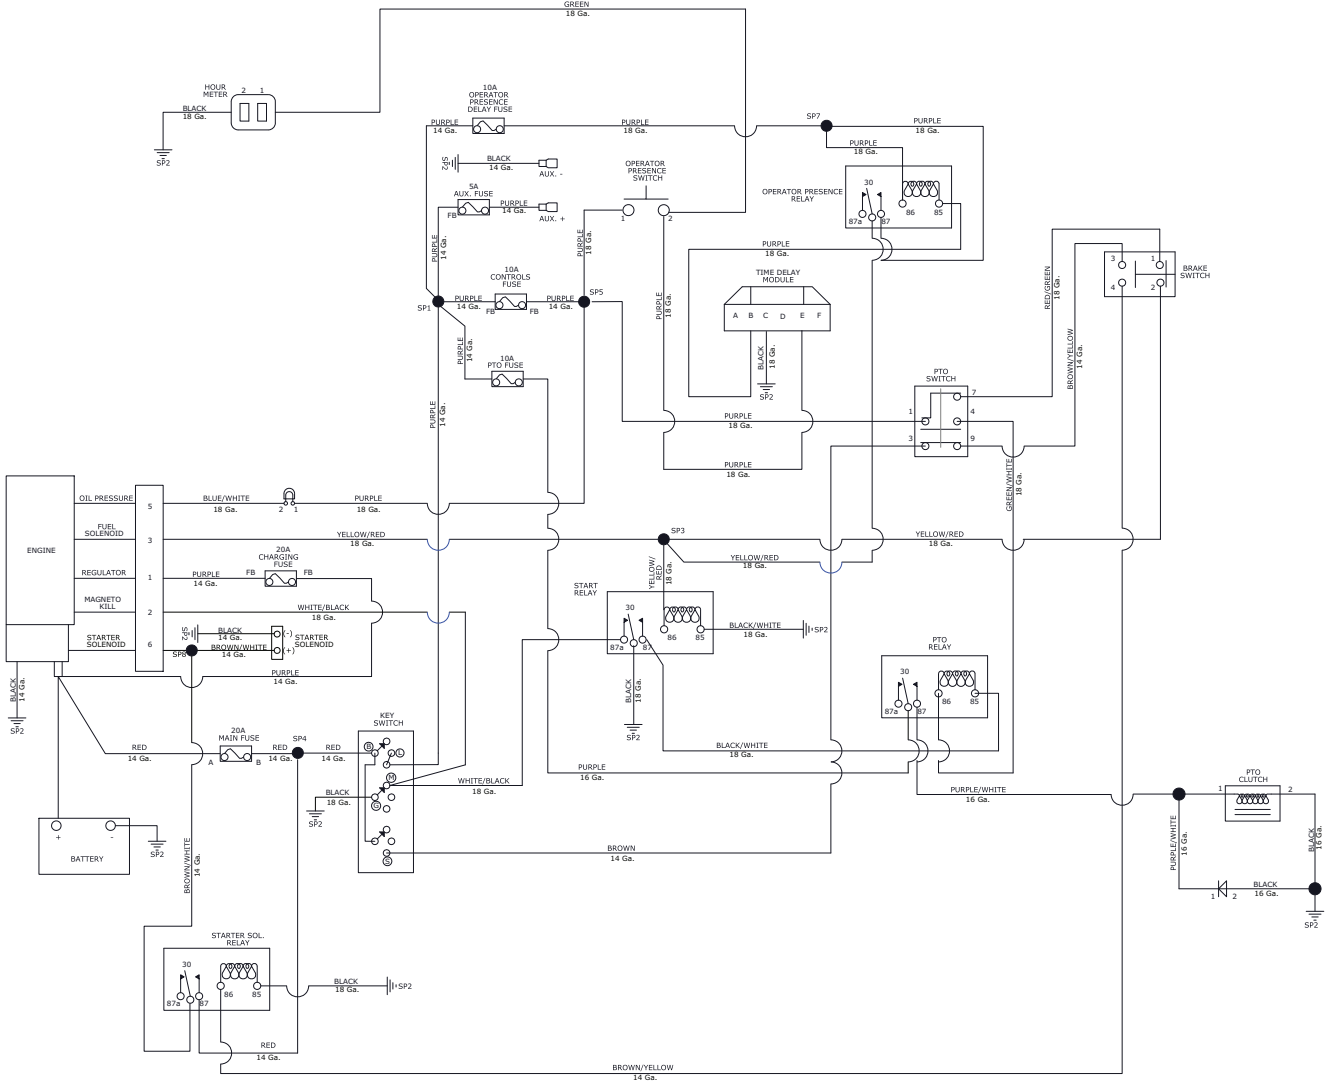 GREEN
18 Ga.
HOUR
METER
2 1
BLACK
18 Ga.
SP2
10A
OPERATOR
PRESENCE
DELAY FUSE
PURPLE
14 Ga.
PURPLE
18 Ga.
SP7
PURPLE
18 Ga.
PURPLE
18 Ga.
SP2
BLACK
14 Ga.
AUX. -
OPERATOR
PRESENCE
SWITCH
1 2
5A
AUX. FUSE
FB
PURPLE
14 Ga.
AUX. +
OPERATOR PRESENCE
RELAY
30
87a
87
86
85
PURPLE
14 Ga.
PURPLE
18 Ga.
PURPLE
18 Ga.
3 1
4 2
BRAKE
SWITCH
10A
CONTROLS
FUSE
SP1
PURPLE
14 Ga.
FB
FB
PURPLE
14 Ga.
SP5
PURPLE
18 Ga.
TIME DELAY
MODULE
A B C D E F
BLACK
18 Ga.
SP2
RED/GREEN
18 Ga.
BROWN/YELLOW
14 Ga.
PURPLE
14 Ga.
10A
PTO FUSE
PTO
SWITCH
7
1 4
3 9
PURPLE
14 Ga.
PURPLE
18 Ga.
PURPLE
18 Ga.
GREEN/WHITE
18 Ga.
ENGINE
OIL PRESSURE
5
BLUE/WHITE
18 Ga.
2 1
PURPLE
18 Ga.
FUEL
SOLENOID
3
YELLOW/RED
18 Ga.
SP3
YELLOW/RED
18 Ga.
YELLOW/RED
18 Ga.
YELLOW/
RED
18 Ga.
REGULATOR
1
PURPLE
14 Ga.
20A
CHARGING
FUSE
FB
FB
MAGNETO
KILL
2
WHITE/BLACK
18 Ga.
STARTER
SOLENOID
6
SP2
BLACK
14 Ga.
(-)
SP8
BROWN/WHITE
14 Ga.
(+)
STARTER
SOLENOID
START
RELAY
30
87a
87
86
85
BLACK/WHITE
18 Ga.
SP2
BLACK
18 Ga.
SP2
PTO
RELAY
30
87a
87
86
85
BLACK
14 Ga.
SP2
PURPLE
14 Ga.
RED
14 Ga.
20A
MAIN FUSE
A
B
RED
14 Ga.
SP4
RED
14 Ga.
KEY
SWITCH
B
L
M
G
S
BLACK
18 Ga.
SP2
WHITE/BLACK
18 Ga.
BLACK/WHITE
18 Ga.
PURPLE
16 Ga.
PURPLE/WHITE
16 Ga.
PTO
CLUTCH
1
2
BROWN
14 Ga.
PURPLE/WHITE
16 Ga.
BLACK
16 Ga.
1 2
BLACK
16 Ga.
SP2
+ -
BATTERY
SP2
BROWN/WHITE
14 Ga.
STARTER SOL.
RELAY
30
87a
87
86
85
BLACK
18 Ga.
SP2
RED
14 Ga.
BROWN/YELLOW
14 Ga.